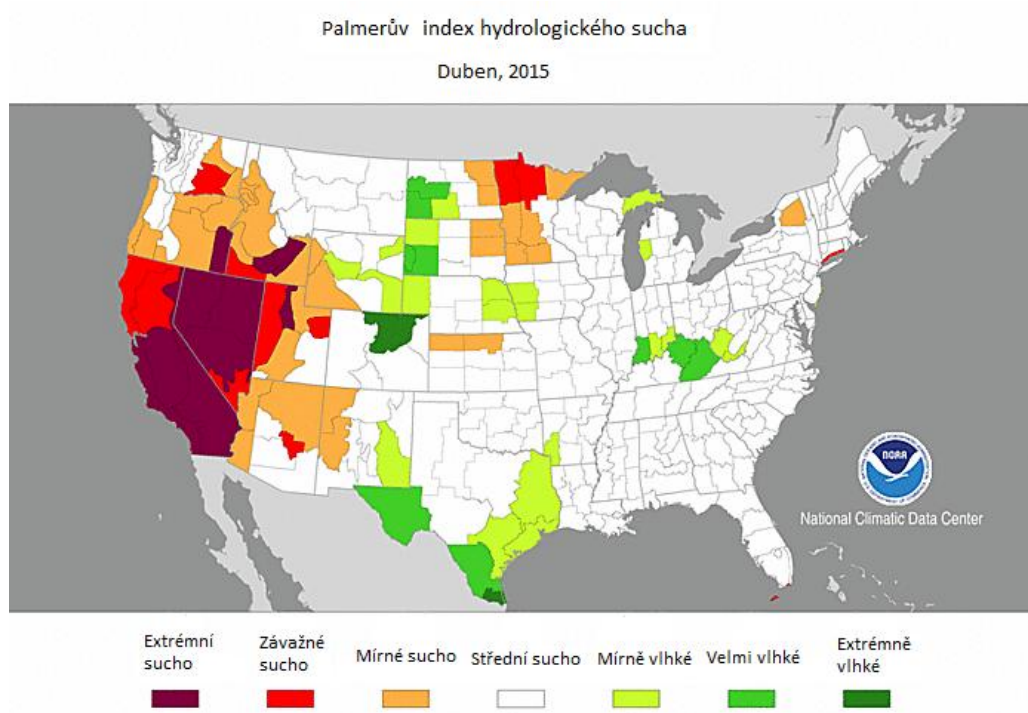 Palmerův index hydrologického sucha
Duben, 2015
NOAA
National Climatic Data Center
Extrémní sucho
Závažné sucho
Mírné sucho
Střední sucho
Mírně vlhké
Velmi vlhké
Extrémně vlhké